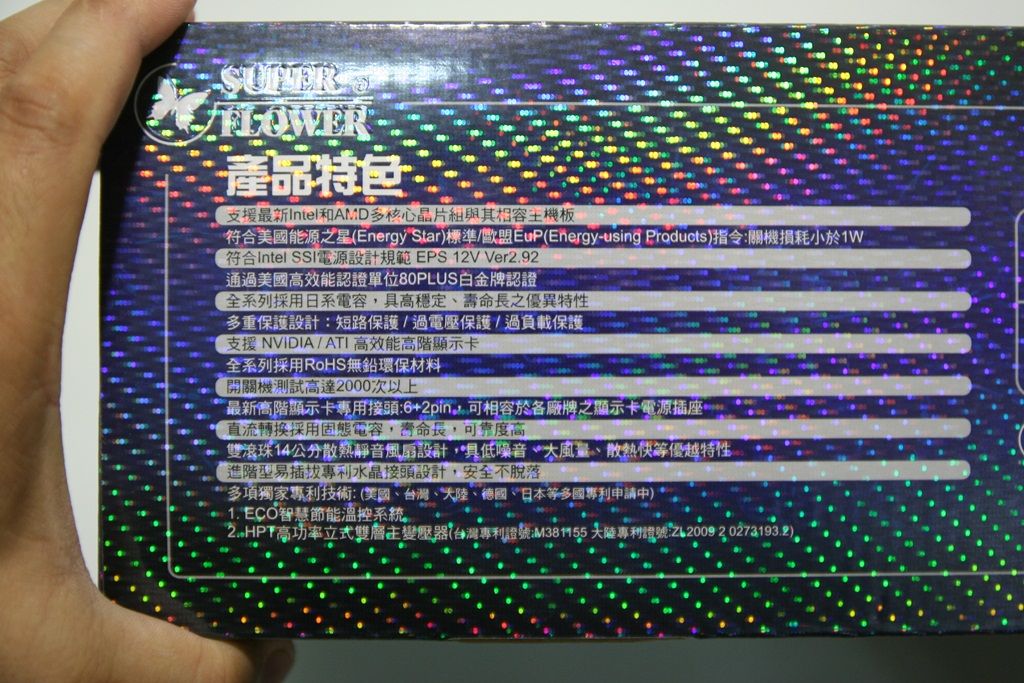 SUPER
FLOWER
產品特色
支援最新Intel和AMD多核心晶片組與其相容主機板
符合美國能源之星(Energy Star)標準/歐盟EuP(Energy-using Products)指令:關機損耗小於1W
符合Intel SSI電源設計規範 EPS 12V Ver2.92
通過美國高效能認證單位80PLUS白金牌認證
全系列採用日系電容，具高穩定、壽命長之優異特性
多重保護設計：短路保護 / 過電壓保護 / 過負載保護
支援 NVIDIA / ATI 高效能高階顯示卡
全系列採用RoHS無鉛環保材料
開關機測試高達2000次以上
最新高階顯示卡專用接頭:6+2pin，可相容於各廠牌之顯示卡電源插座
直流轉換採用固態電容，壽命長，可靠度高
雙滾珠14公分散熱靜音風扇設計，具低噪音、大風量、散熱快等優越特性
進階型易插拔專利水晶接頭設計，安全不脫落
多項獨家專利技術: (美國、台灣、大陸、德國、日本等多國專利申請中)
1. ECO智慧節能溫控系統
2. HPT高功率立式雙層主變壓器(台灣專利證號:M381155 大陸專利證號:ZL2009 2 0273193.2)